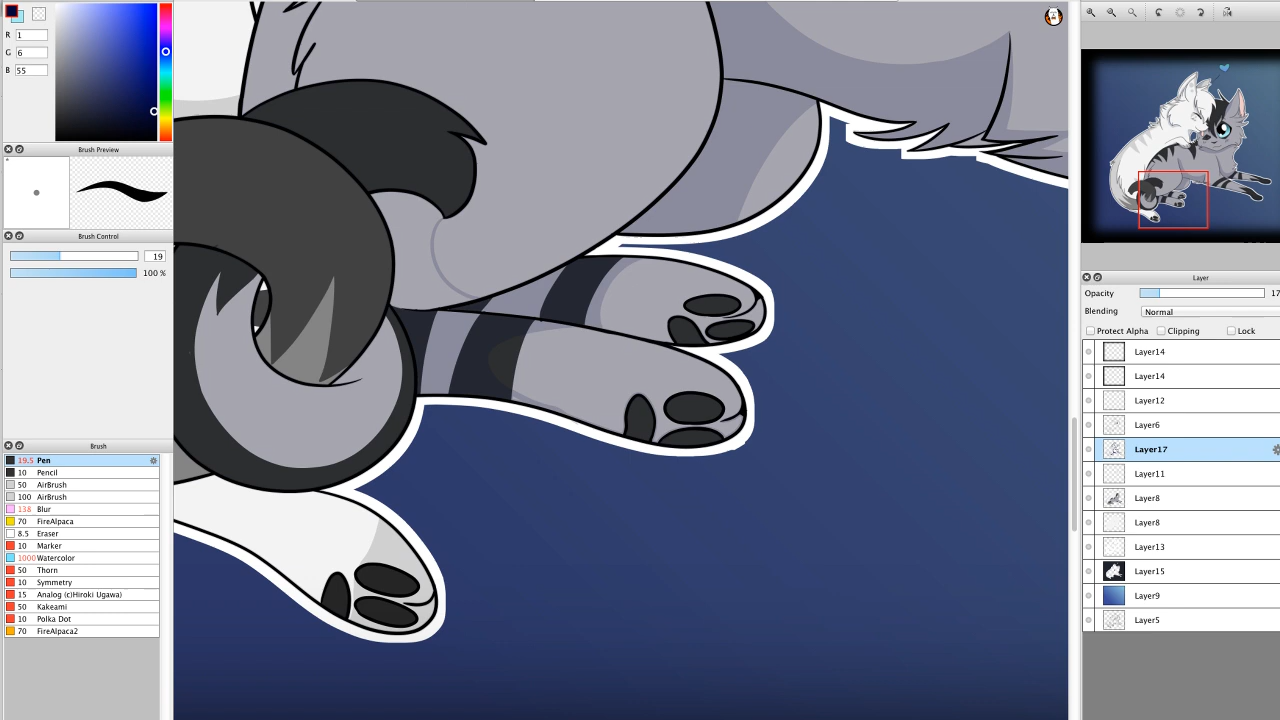 R 1
G 6
B 55
Brush Preview
Brush Control
19
100 %
Brush
19.5 Pen
10 Pencil
50 AirBrush
100 AirBrush
138 Blur
70 FireAlpaca
8.5 Eraser
10 Marker
1000 Watercolor
50 Thorn
10 Symmetry
15 Analog (c)Hiroki Ugawa)
50 Kakeami
10 Polka Dot
70 FireAlpaca2
Layer
Opacity 17
Blending Normal
Protect Alpha Clipping Lock
Layer14
Layer14
Layer12
Layer6
Layer17
Layer11
Layer8
Layer8
Layer13
Layer15
Layer9
Layer5